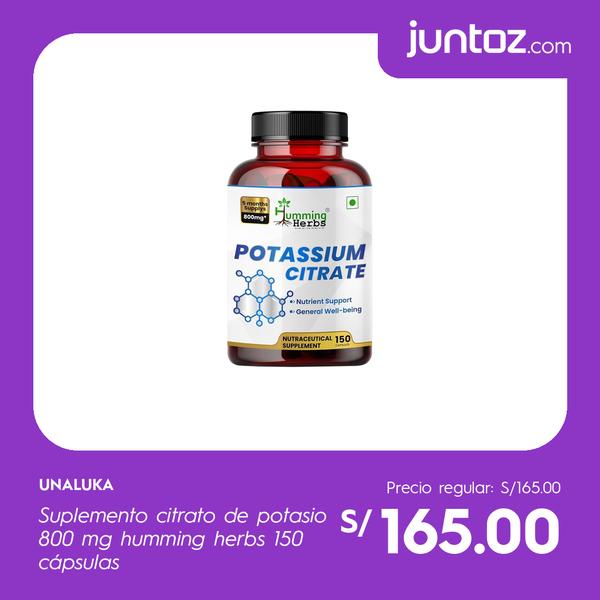 juntoz.com
5 months
Supply's
800mg*
Humming
Herbs
POTASSIUM
CITRATE
Nutrient Support
General Well-being
NUTRACEUTICAL
SUPPLEMENT
150
CAPSULES
UNALUKA
Suplemento citrato de potasio
800 mg humming herbs 150
cápsulas
Precio regular: S/165.00
S/ 165.00